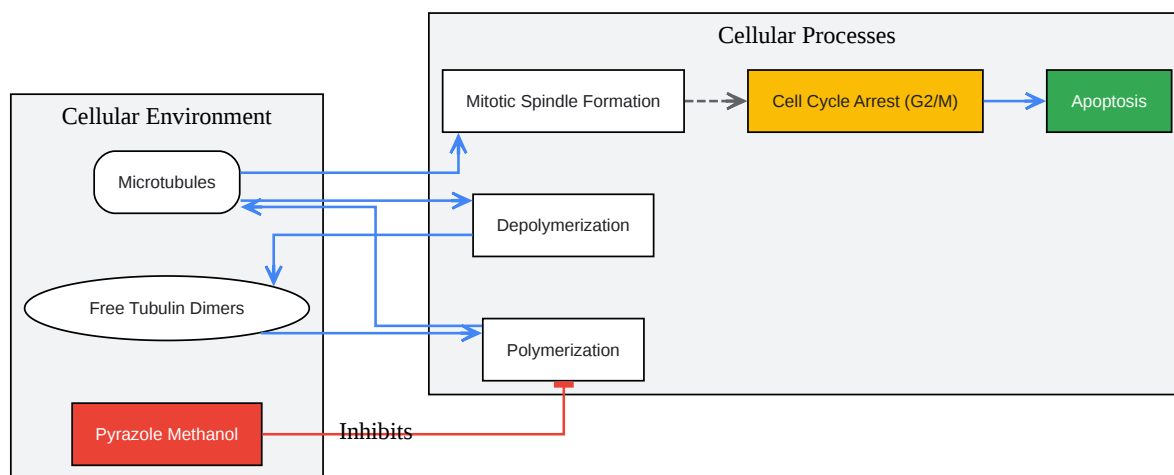 Cellular Processes
Mitotic Spindle Formation
Cell Cycle Arrest (G2/M)
Apoptosis
Cellular Environment
Microtubules
Depolymerization
Free Tubulin Dimers
Polymerization
Pyrazole Methanol
Inhibits